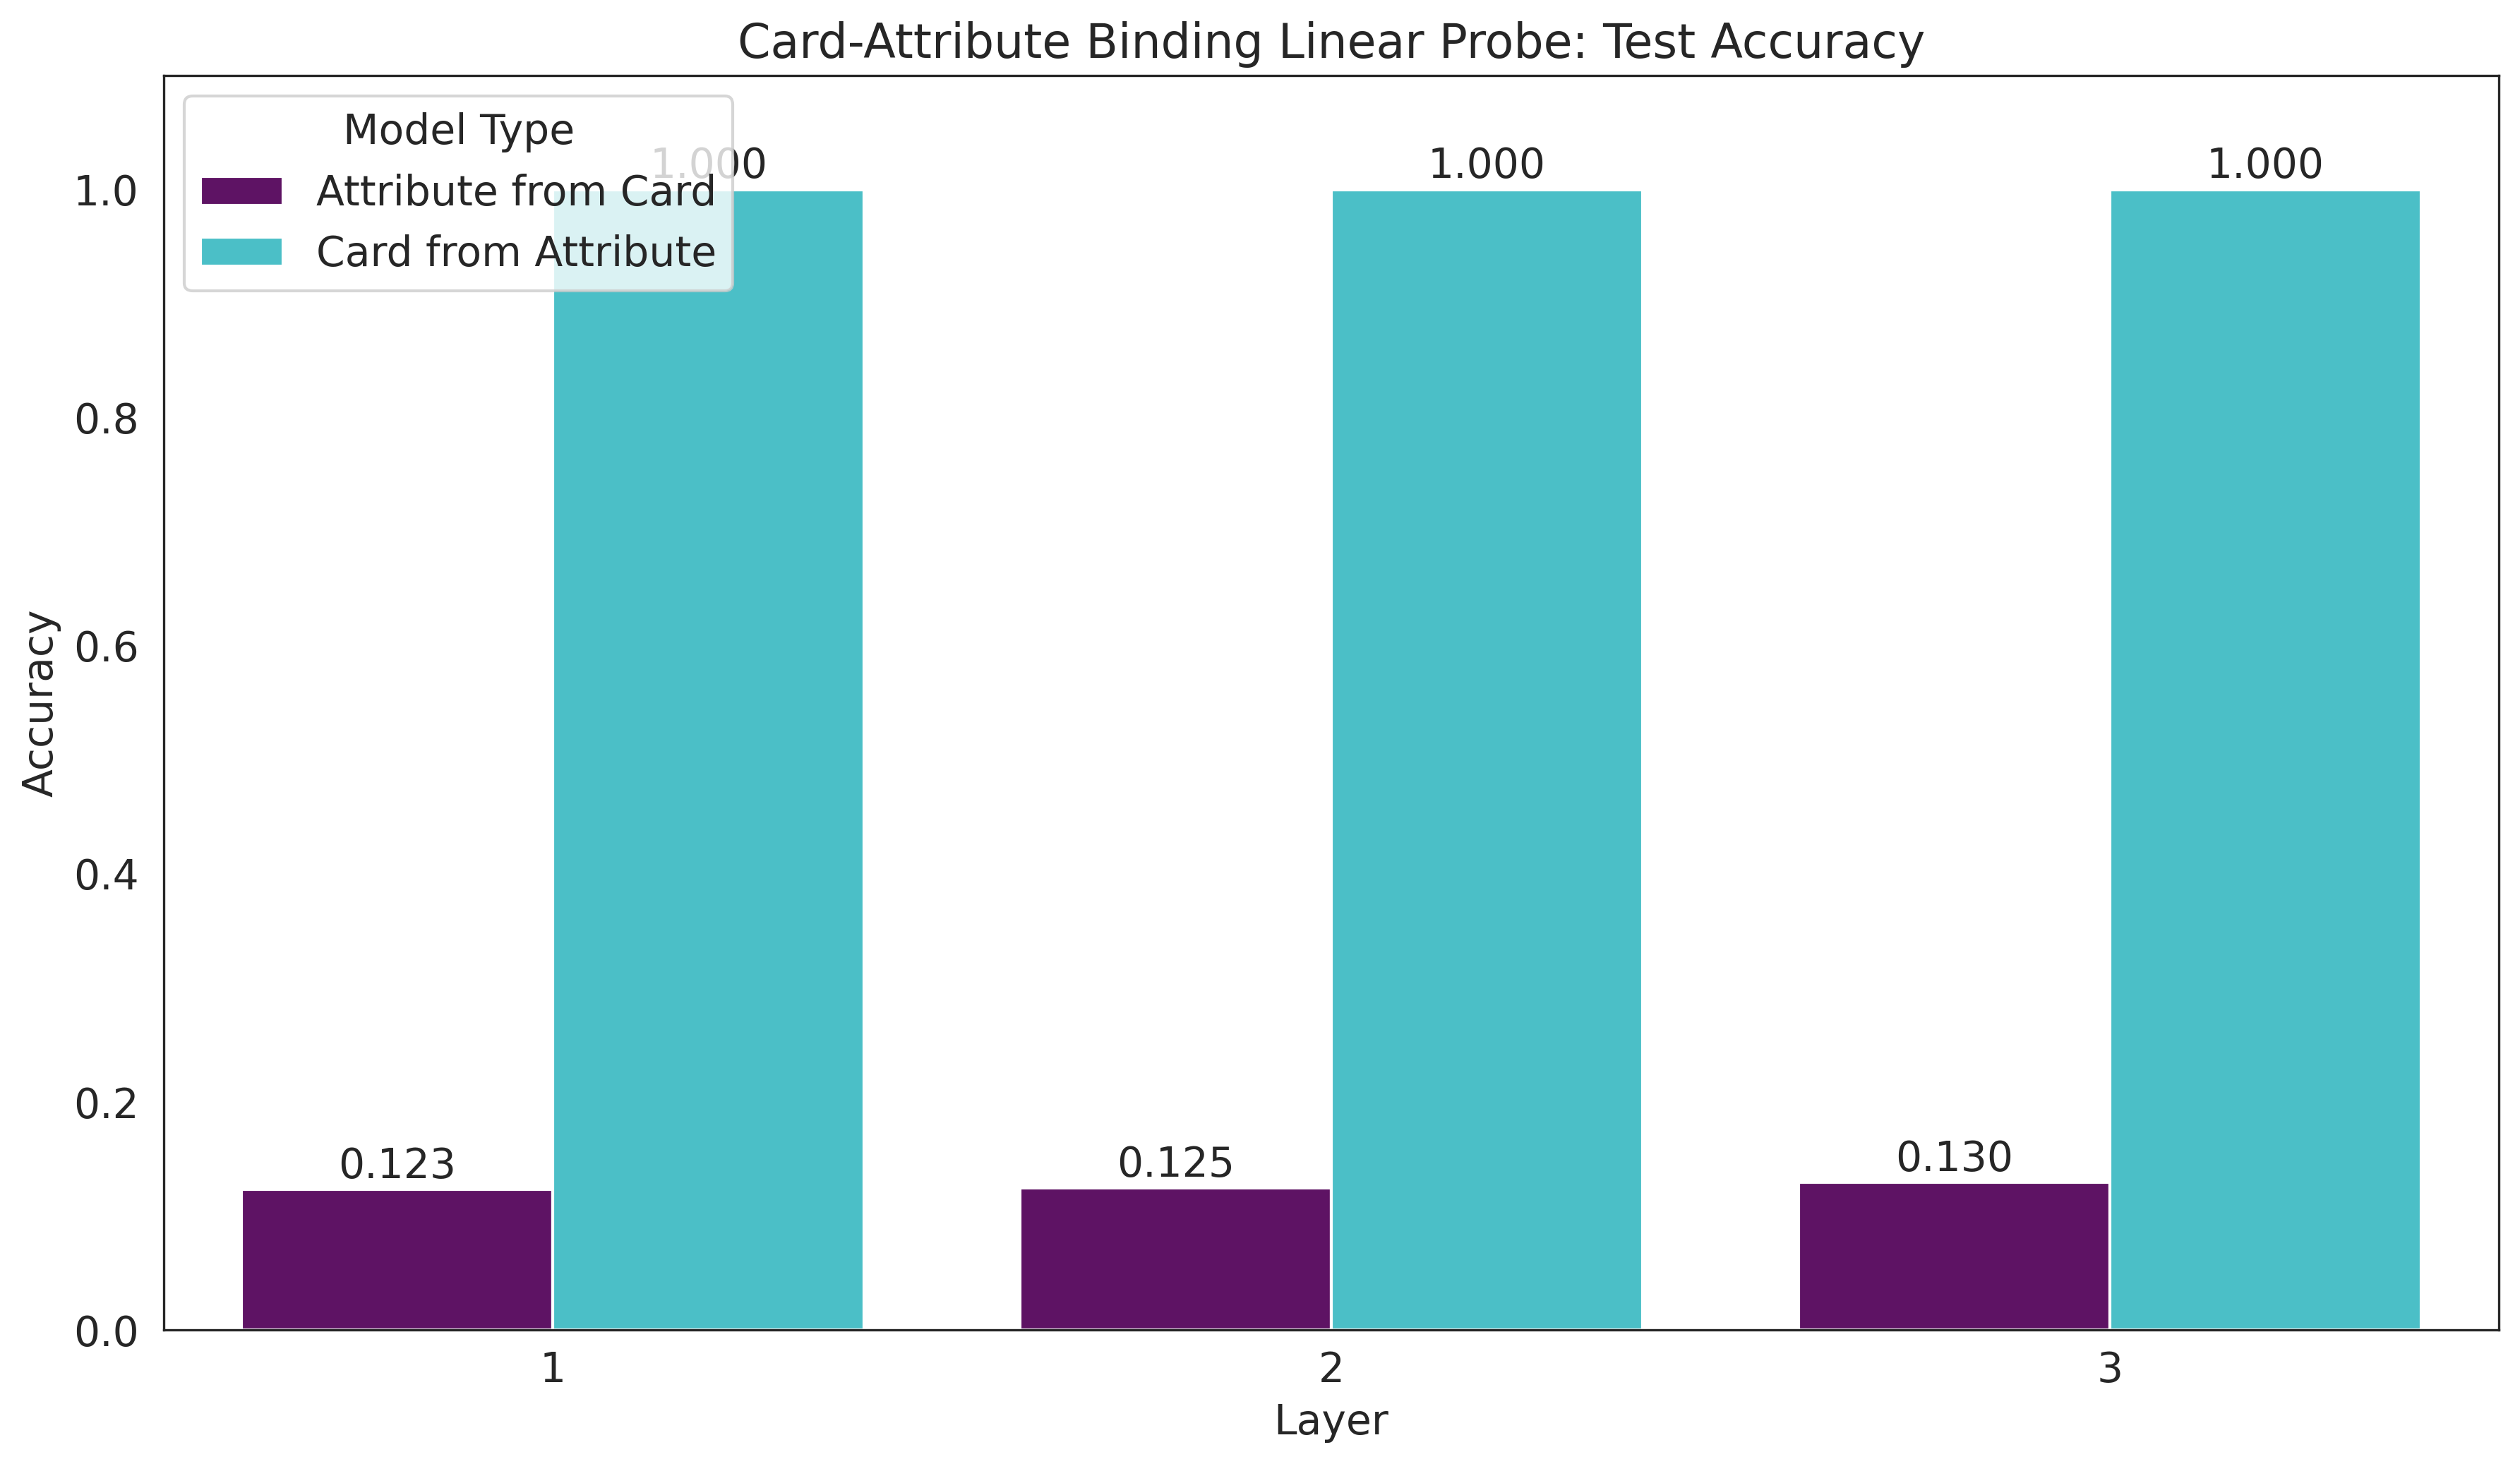 Card-Attribute Binding Linear Probe: Test Accuracy
Model Type
Attribute from Card
Card from Attribute
1.000
1.000
1.000
1.0
0.8
0.6
0.4
0.2
0.0
Accuracy
0.123
0.125
0.130
1
2
3
Layer